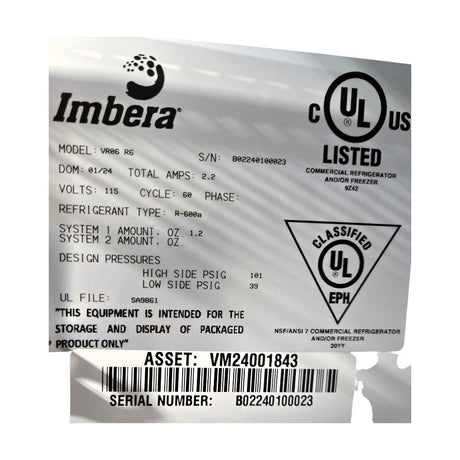 Imbera
MODEL: VR06 R6
S/N: B02240100023
DOM: 01/24 TOTAL AMPS: 2.2
VOLTS: 115 CYCLE: 60 PHASE:
REFRIGERANT TYPE: R-600a
SYSTEM 1 AMOUNT. OZ. 1.2
SYSTEM 2 AMOUNT. OZ.
DESIGN PRESSURES
HIGH SIDE PSIG 101
LOW SIDE PSIG 39
UL FILE: SA9861
"THIS EQUIPMENT IS INTENDED FOR THE
STORAGE AND DISPLAY OF PACKAGED
PRODUCT ONLY"
C UL US
LISTED
COMMERCIAL REFRIGERATOR
AND/OR FREEZER
9Z42
CLASSIFIED
UL
EPH
NSF/ANSI 7 COMMERCIAL REFRIGERATOR
AND/OR FREEZER
20YY
ASSET: VM24001843
SERIAL NUMBER: B02240100023